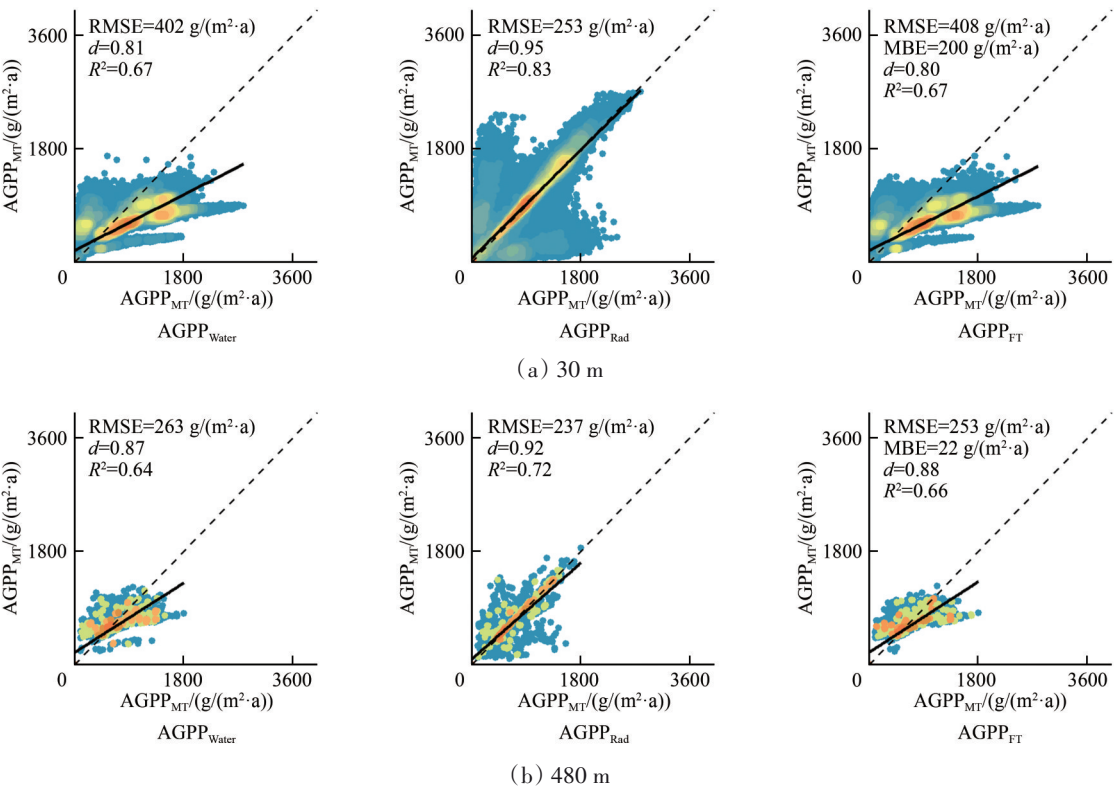 RMSE=402 g/(m²·a)
d=0.81
R²=0.67
3600
1800
0
1800
3600
AGPP_MT/(g/(m²·a))
AGPP_MT/(g/(m²·a))
AGPP_Water
RMSE=253 g/(m²·a)
d=0.95
R²=0.83
3600
1800
0
1800
3600
AGPP_MT/(g/(m²·a))
AGPP_MT/(g/(m²·a))
AGPP_Rad
RMSE=408 g/(m²·a)
MBE=200 g/(m²·a)
d=0.80
R²=0.67
3600
1800
0
1800
3600
AGPP_MT/(g/(m²·a))
AGPP_MT/(g/(m²·a))
AGPP_FT
(a) 30 m
RMSE=263 g/(m²·a)
d=0.87
R²=0.64
3600
1800
0
1800
3600
AGPP_MT/(g/(m²·a))
AGPP_MT/(g/(m²·a))
AGPP_Water
RMSE=237 g/(m²·a)
d=0.92
R²=0.72
3600
1800
0
1800
3600
AGPP_MT/(g/(m²·a))
AGPP_MT/(g/(m²·a))
AGPP_Rad
RMSE=253 g/(m²·a)
MBE=22 g/(m²·a)
d=0.88
R²=0.66
3600
1800
0
1800
3600
AGPP_MT/(g/(m²·a))
AGPP_MT/(g/(m²·a))
AGPP_FT
(b) 480 m